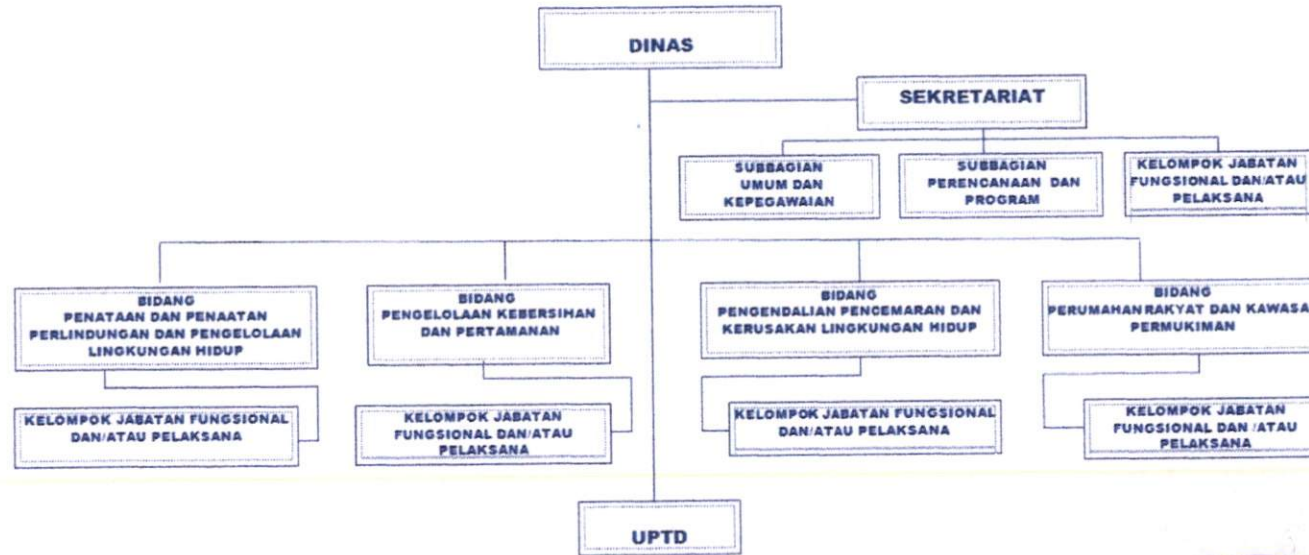 DINAS
SEKRETARIAT
SUBBAGIAN
UMUM DAN
KEPEGAWAIAN
SUBBAGIAN
PERENCANAAN DAN
PROGRAM
KELOMPOK JABATAN
FUNGSIONAL DAN/ATAU
PELAKSANA
BIDANG
PENATAAN DAN PENAATAN
PERLINDUNGAN DAN PENGELOLAAN
LINGKUNGAN HIDUP
BIDANG
PENGELOLAAN KEBERSIHAN
DAN PERTAMANAN
BIDANG
PENGENDALIAN PENCEMARAN DAN
KERUSAKAN LINGKUNGAN HIDUP
BIDANG
PERUMAHAN RAKYAT DAN KAWASA
PERMUKIMAN
KELOMPOK JABATAN FUNGSIONAL
DAN/ATAU PELAKSANA
KELOMPOK JABATAN
FUNGSIONAL DAN/ATAU
PELAKSANA
KELOMPOK JABATAN FUNGSIONAL
DAN/ATAU PELAKSANA
KELOMPOK JABATAN
FUNGSIONAL DAN /ATAU
PELAKSANA
UPTD